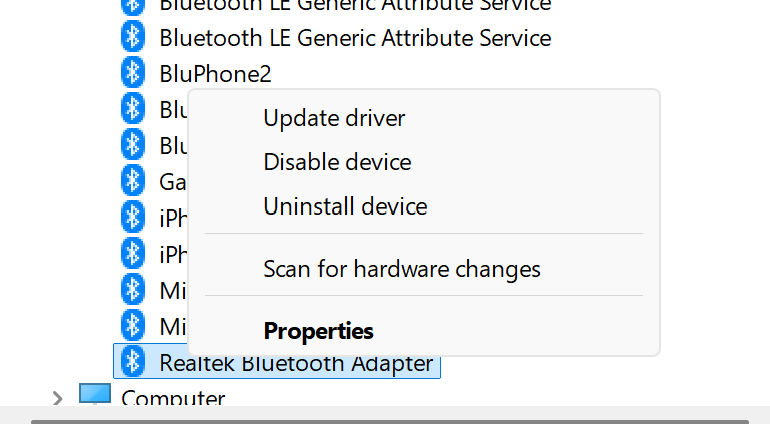 Bluetooth LE Generic Attribute Service
Bluetooth LE Generic Attribute Service
BluPhone2
Blu
Update driver
Blu
Disable device
Ga
Uninstall device
iPh
iPh
Scan for hardware changes
Mi
Mi
Properties
Realtek Bluetooth Adapter
Computer